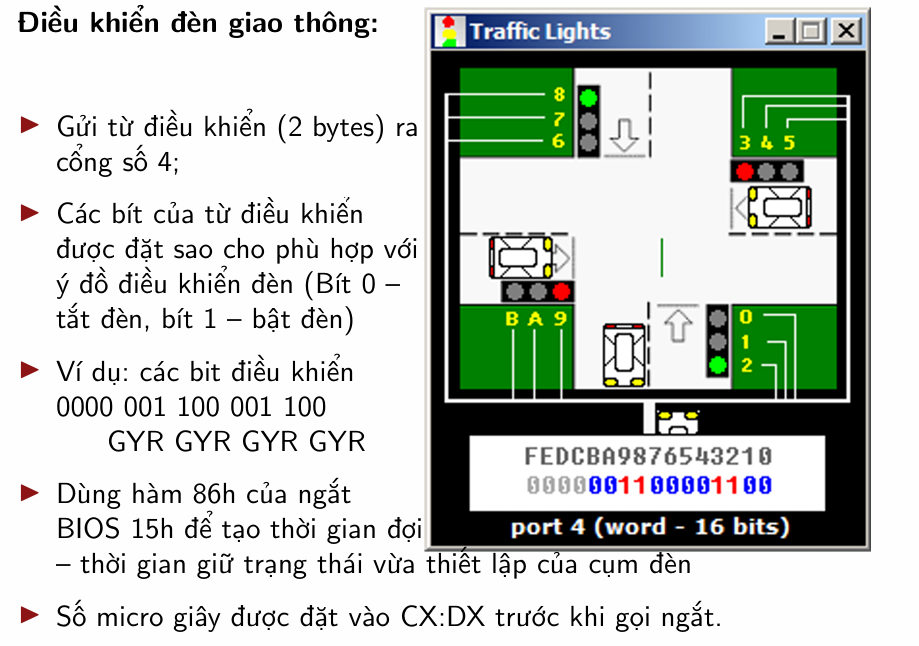 Điều khiển đèn giao thông:
Gửi từ điều khiển (2 bytes) ra
cổng số 4;
Các bít của từ điều khiển
được đặt sao cho phù hợp với
ý đồ điều khiển đèn (Bít 0 –
tắt đèn, bít 1 – bật đèn)
Ví dụ: các bit điều khiển
0000 001 100 001 100
GYR GYR GYR GYR
Dùng hàm 86h của ngắt
BIOS 15h để tạo thời gian đợi
– thời gian giữ trạng thái vừa thiết lập của cụm đèn
Số micro giây được đặt vào CX:DX trước khi gọi ngắt.
Traffic Lights
8
7
6
3 4 5
B A 9
0
1
2
FEDCBA9876543210
0000001100001100
port 4 (word - 16 bits)